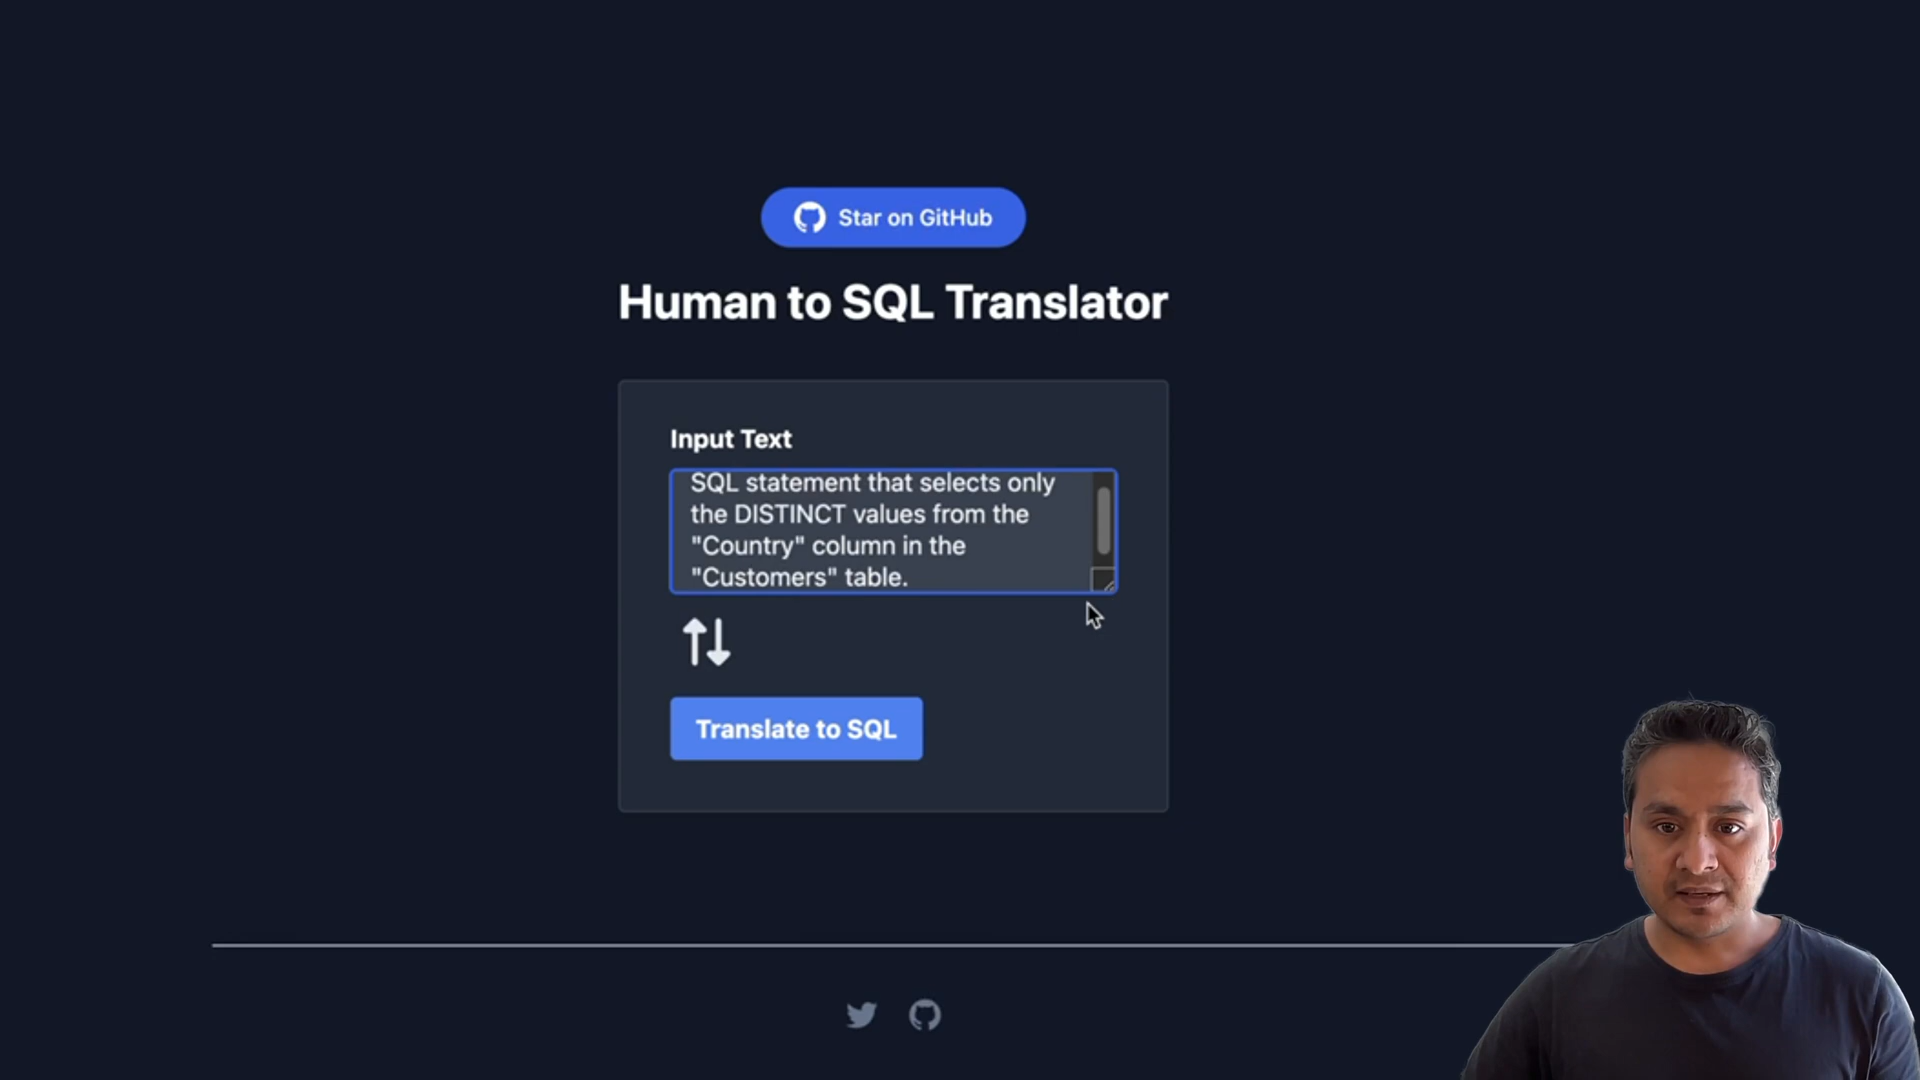 Star on GitHub
Human to SQL Translator
Input Text
SQL statement that selects only
the DISTINCT values from the
"Country" column in the
"Customers" table.
Translate to SQL